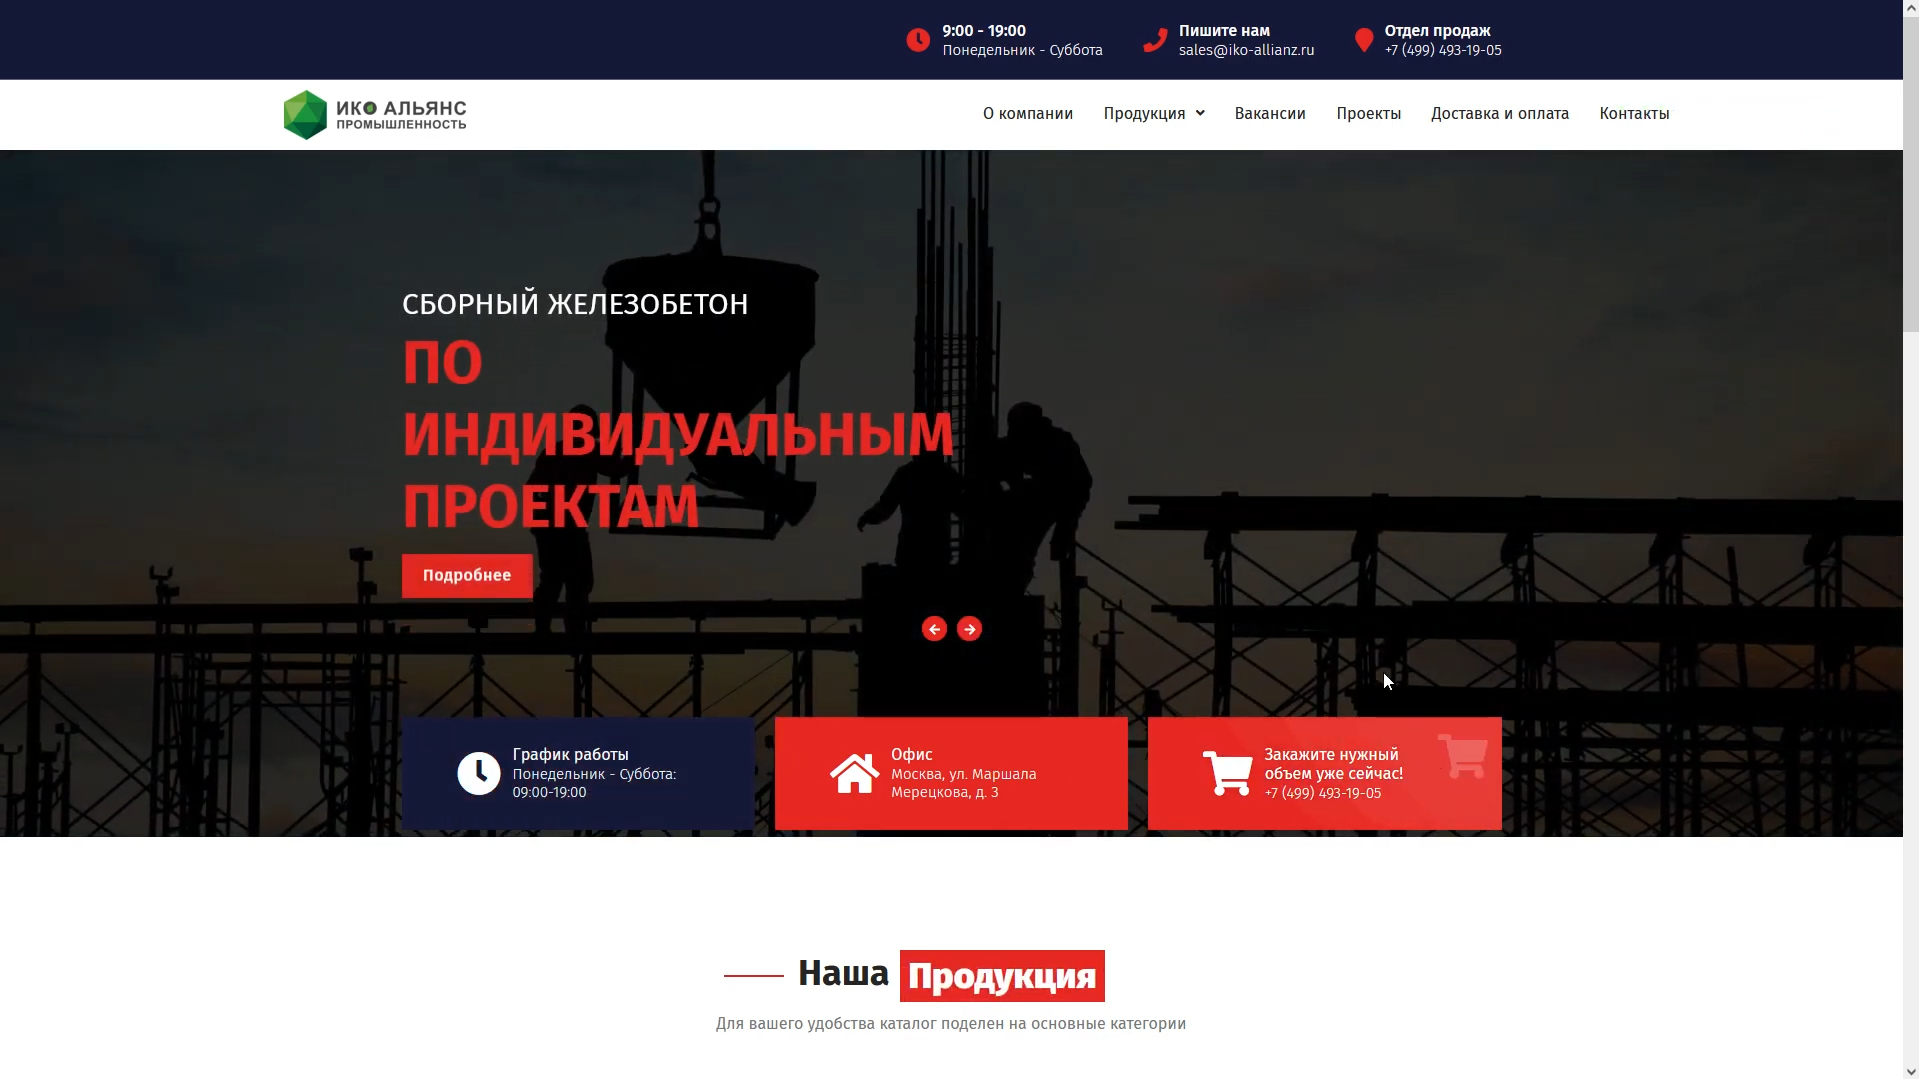 9:00 - 19:00
Понедельник - Суббота
Пишите нам
sales@iko-allianz.ru
Отдел продаж
+7 (499) 493-19-05
ИКО АЛЬЯНС
ПРОМЫШЛЕННОСТЬ
О компании
Продукция
Вакансии
Проекты
Доставка и оплата
Контакты
СБОРНЫЙ ЖЕЛЕЗОБЕТОН
ПО
ИНДИВИДУАЛЬНЫМ
ПРОЕКТАМ
Подробнее
График работы
Понедельник - Суббота:
09:00-19:00
Офис
Москва, ул. Маршала
Мерецкова, д. 3
Закажите нужный
объем уже сейчас!
+7 (499) 493-19-05
Наша Продукция
Для вашего удобства каталог поделен на основные категории